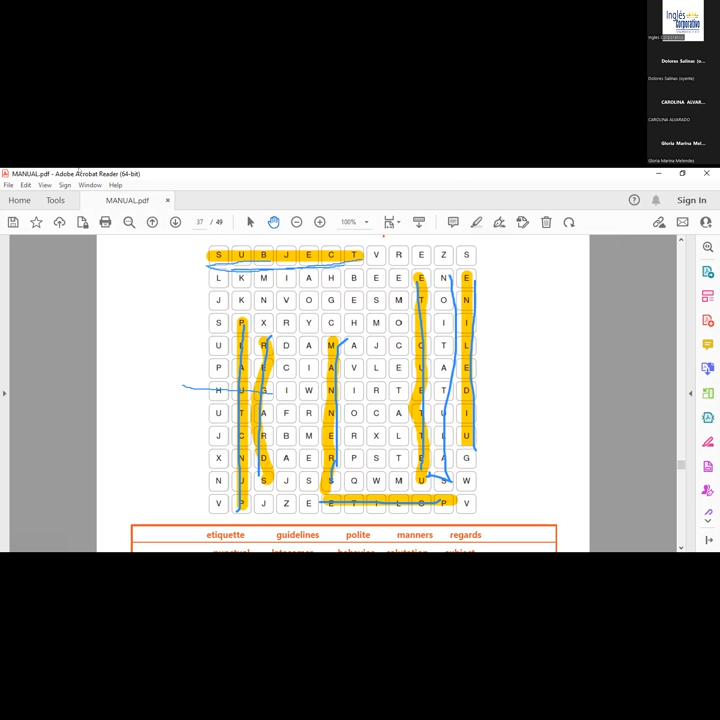 Inglés
corporativo
Ingles Corporativo
Dolores Salinas (o...
Dolores Salinas (oyente)
CAROLINA ALVAR...
CAROLINA ALVARADO
Gloria Marina Mel...
Gloria Marina Melendez
MANUAL.pdf - Adobe Acrobat Reader (64-bit)
File Edit View Sign Window Help
Home Tools MANUAL.pdf × Sign In
37 / 49 100%
S U B J E C T V R E Z S
L K M I A H B E E E N E
J K N V O G E S M T O N
S P X R Y C H M O I I
U R D A M A J C T L
P A E C I A V L E U A E
H U G I W N I R T E T D
U T A F R N O C A T U I
J C R B M E R X L T L U
X N D A E R P S T E A G
N U S J S S Q W M U S W
V P J Z E E T I L O P V
etiquette guidelines polite manners regards